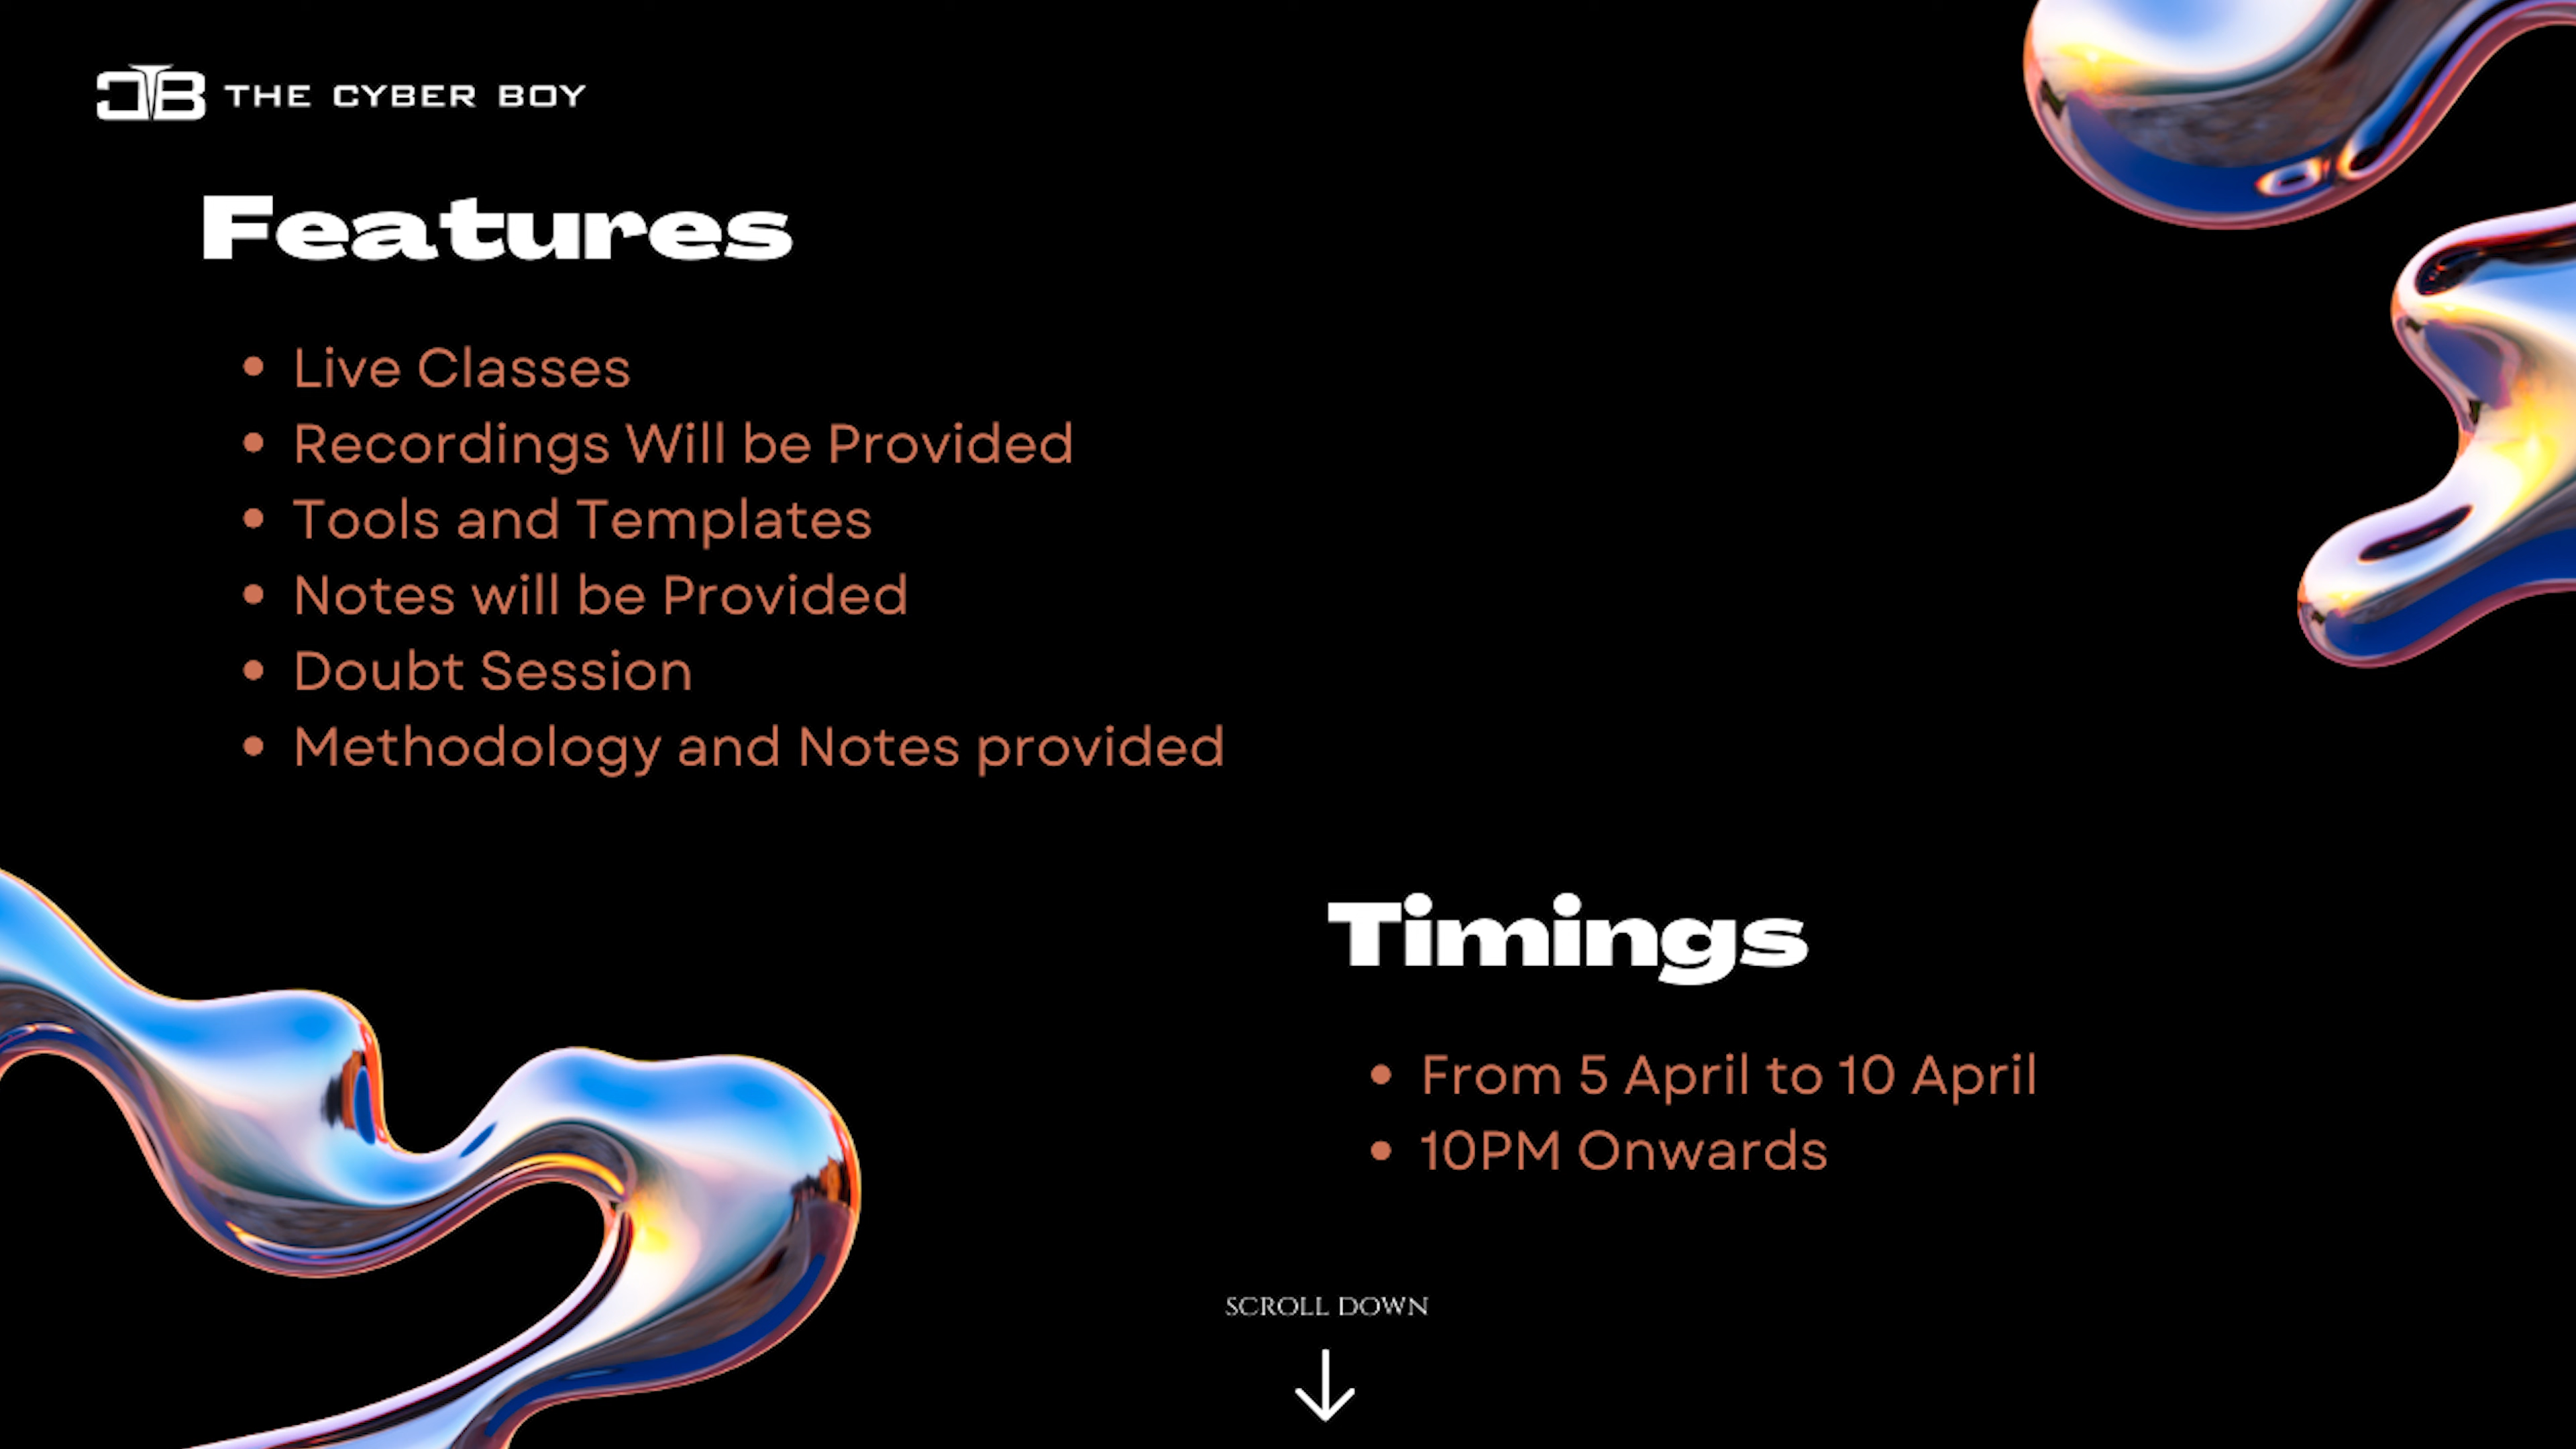 THE CYBER BOY
Features
Live Classes
Recordings Will be Provided
Tools and Templates
Notes will be Provided
Doubt Session
Methodology and Notes provided
Timings
From 5 April to 10 April
10PM Onwards
SCROLL DOWN